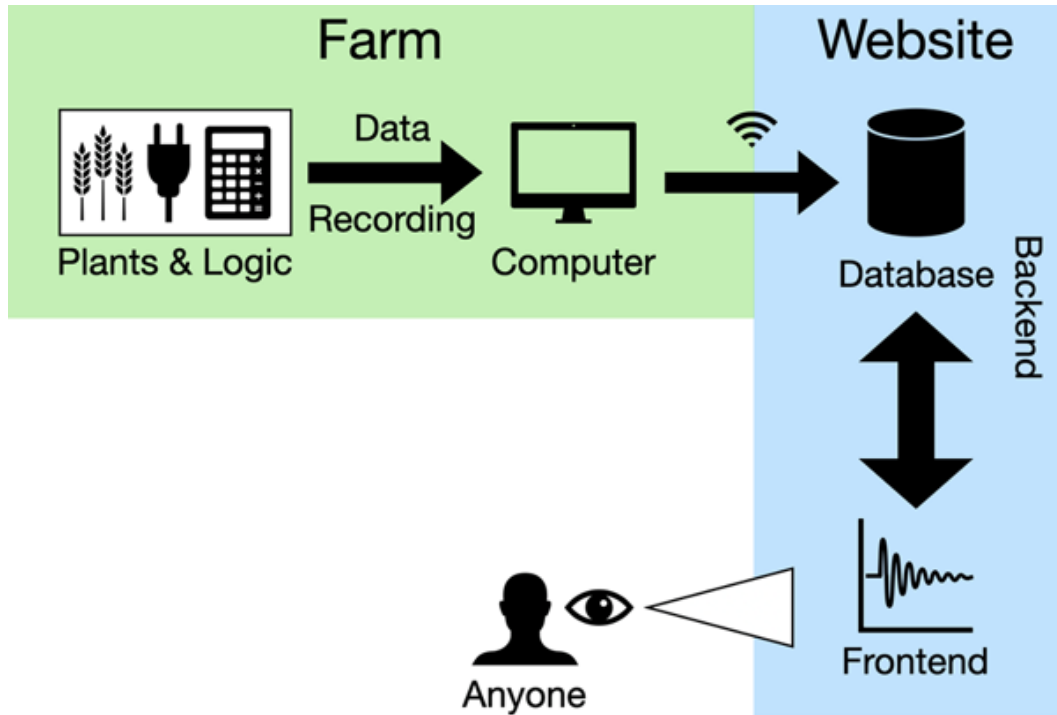 Farm
Website
Data
Recording
Plants & Logic
Computer
Database
Backend
Frontend
Anyone